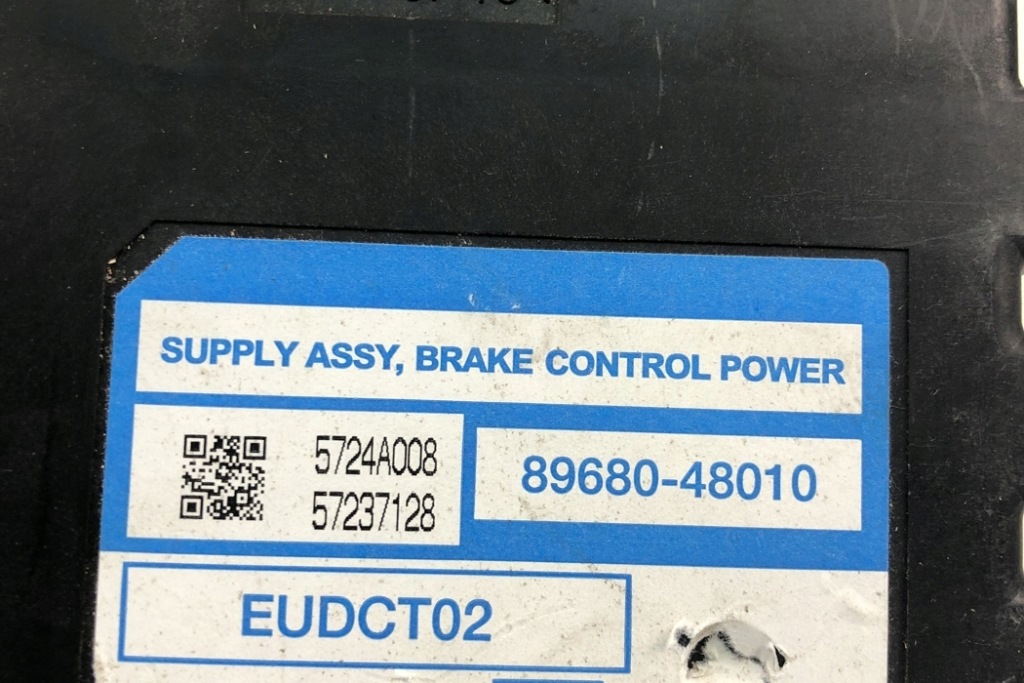 SUPPLY ASSY, BRAKE CONTROL POWER
5724A008
57237128
89680-48010
EUDCT02